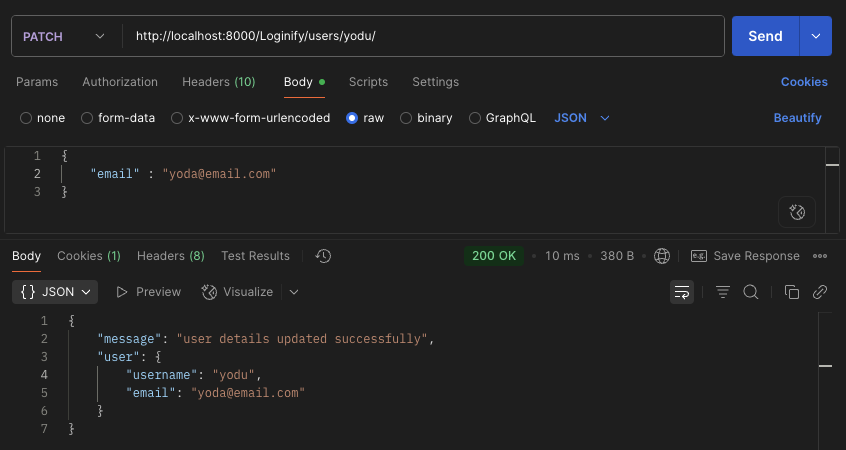 PATCH http://localhost:8000/Loginify/users/yodu/ Send
Params Authorization Headers (10) Body Scripts Settings Cookies
none form-data x-www-form-urlencoded raw binary GraphQL JSON Beautify
1 {
2 "email" : "yoda@email.com"
3 }
Body Cookies (1) Headers (8) Test Results 200 OK 10 ms 380 B e.g. Save Response
{} JSON Preview Visualize
1 {
2 "message": "user details updated successfully",
3 "user": {
4 "username": "yodu",
5 "email": "yoda@email.com"
6 }
7 }